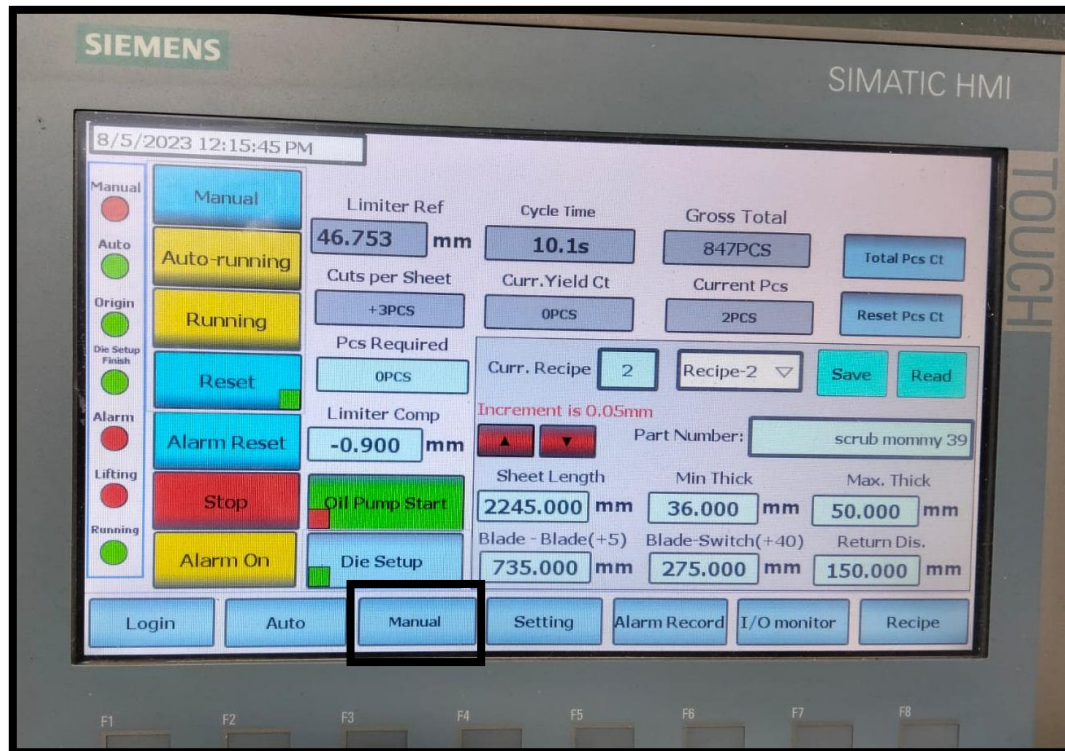 SIEMENS
SIMATIC HMI
TOUCH
8/5/2023 12:15:45 PM
Manual
Auto
Origin
Die Setup
Finish
Alarm
Lifting
Running
Manual
Auto-running
Running
Reset
Alarm Reset
Stop
Alarm On
Limiter Ref
46.753 mm
Cuts per Sheet
+3PCS
Pcs Required
0PCS
Limiter Comp
-0.900 mm
Oil Pump Start
Die Setup
Cycle Time
10.1s
Curr.Yield Ct
0PCS
Gross Total
847PCS
Current Pcs
2PCS
Total Pcs Ct
Reset Pcs Ct
Curr. Recipe 2 Recipe-2 Save Read
Increment is 0.05mm
Part Number: scrub mommy 39
Sheet Length Min Thick Max. Thick
2245.000 mm 36.000 mm 50.000 mm
Blade - Blade(+5) Blade-Switch(+40) Return Dis.
735.000 mm 275.000 mm 150.000 mm
Login Auto Manual Setting Alarm Record I/O monitor Recipe
F1 F2 F3 F4 F5 F6 F7 F8